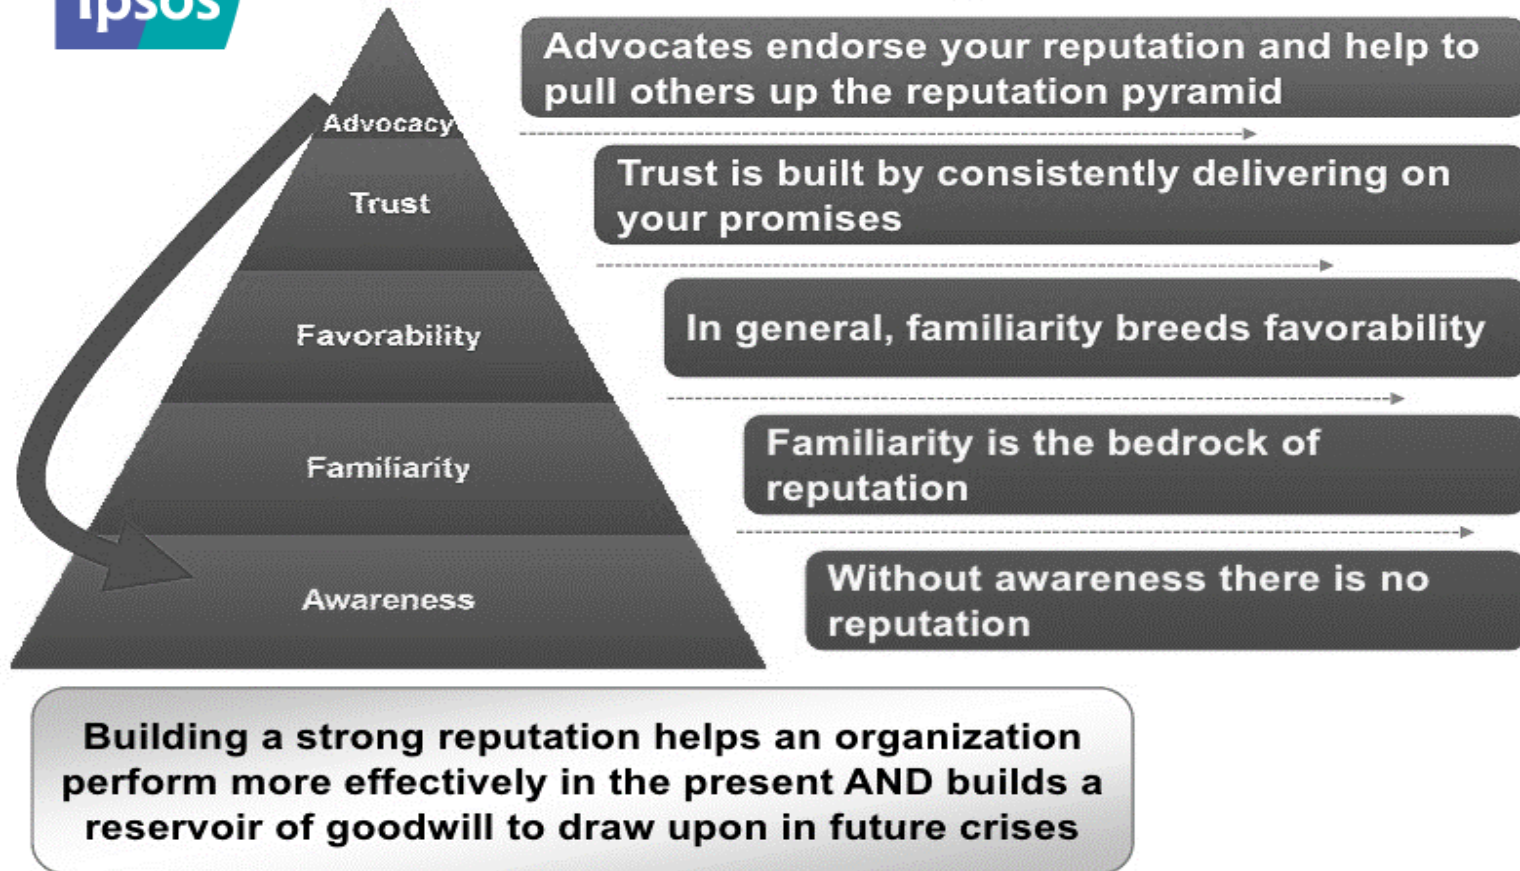 Ipsos
Advocates endorse your reputation and help to
pull others up the reputation pyramid
Advocacy
Trust is built by consistently delivering on
your promises
Trust
In general, familiarity breeds favorability
Favorability
Familiarity is the bedrock of
reputation
Familiarity
Without awareness there is no
reputation
Awareness
Building a strong reputation helps an organization
perform more effectively in the present AND builds a
reservoir of goodwill to draw upon in future crises